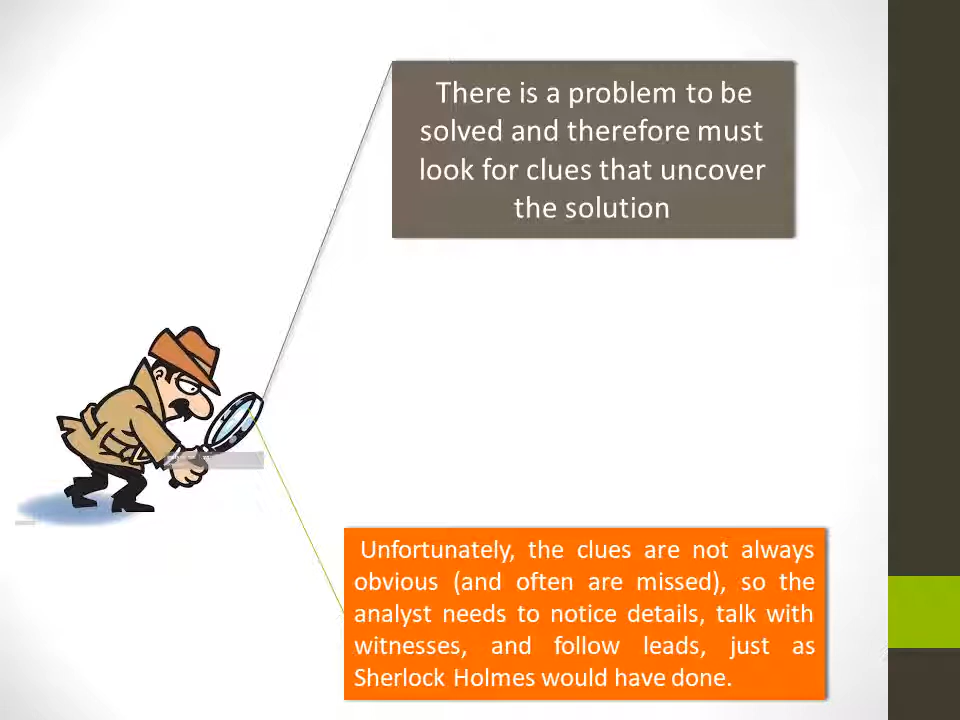 There is a problem to be
solved and therefore must
look for clues that uncover
the solution
Unfortunately, the clues are not always
obvious (and often are missed), so the
analyst needs to notice details, talk with
witnesses, and follow leads, just as
Sherlock Holmes would have done.